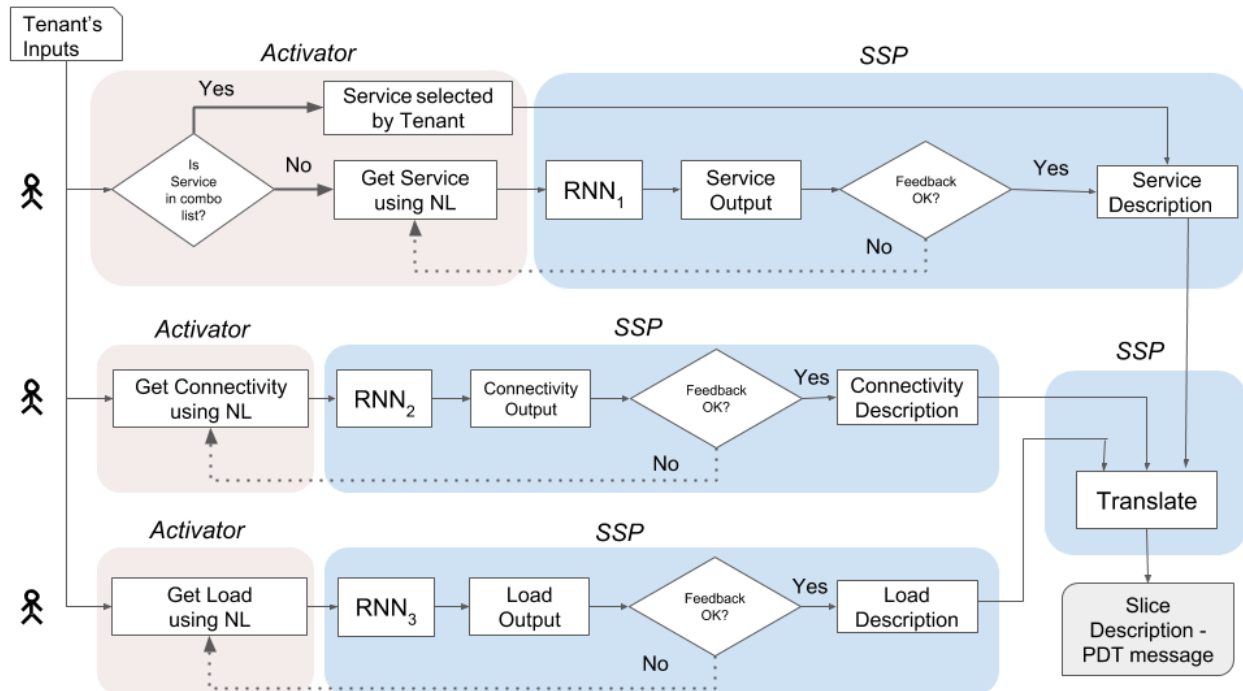 Tenant's
Inputs
Activator
SSP
Yes
Service selected
by Tenant
Is
Service
in combo
list?
No
Get Service
using NL
RNN1
Service
Output
Feedback
OK?
Yes
Service
Description
No
Activator
SSP
SSP
Get Connectivity
using NL
RNN2
Connectivity
Output
Feedback
OK?
Yes
Connectivity
Description
No
Translate
Activator
SSP
Get Load
using NL
RNN3
Load
Output
Feedback
OK?
Yes
Load
Description
No
Slice
Description -
PDT message